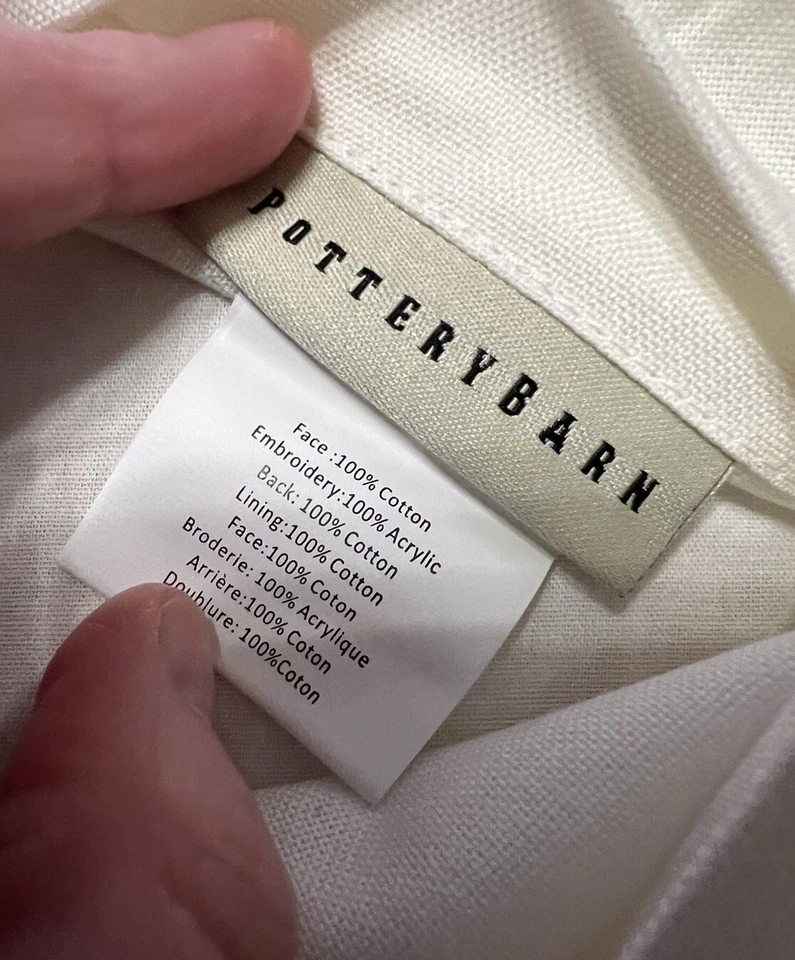 POTTERYBARN
Face :100% Cotton
Embroidery:100% Acrylic
Back: 100% Cotton
Lining:100% Cotton
Face:100% Coton
Broderie: 100% Acrylique
Arrière:100% Coton
Doublure: 100%Coton